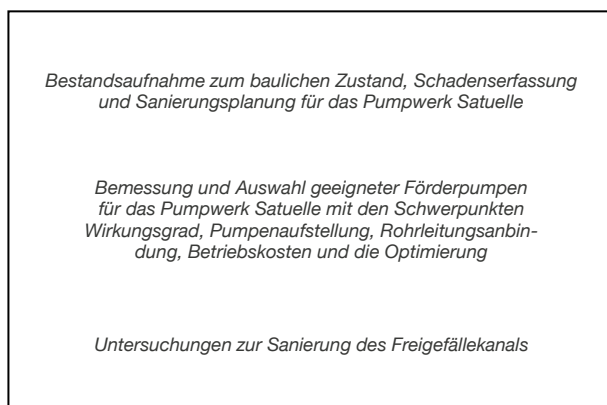 Bestandsaufnahme zum baulichen Zustand, Schadenserfassung
und Sanierungsplanung für das Pumpwerk Satuelle
Bemessung und Auswahl geeigneter Förderpumpen
für das Pumpwerk Satuelle mit den Schwerpunkten
Wirkungsgrad, Pumpenaufstellung, Rohrleitungsanbin-
dung, Betriebskosten und die Optimierung
Untersuchungen zur Sanierung des Freigefällekanals